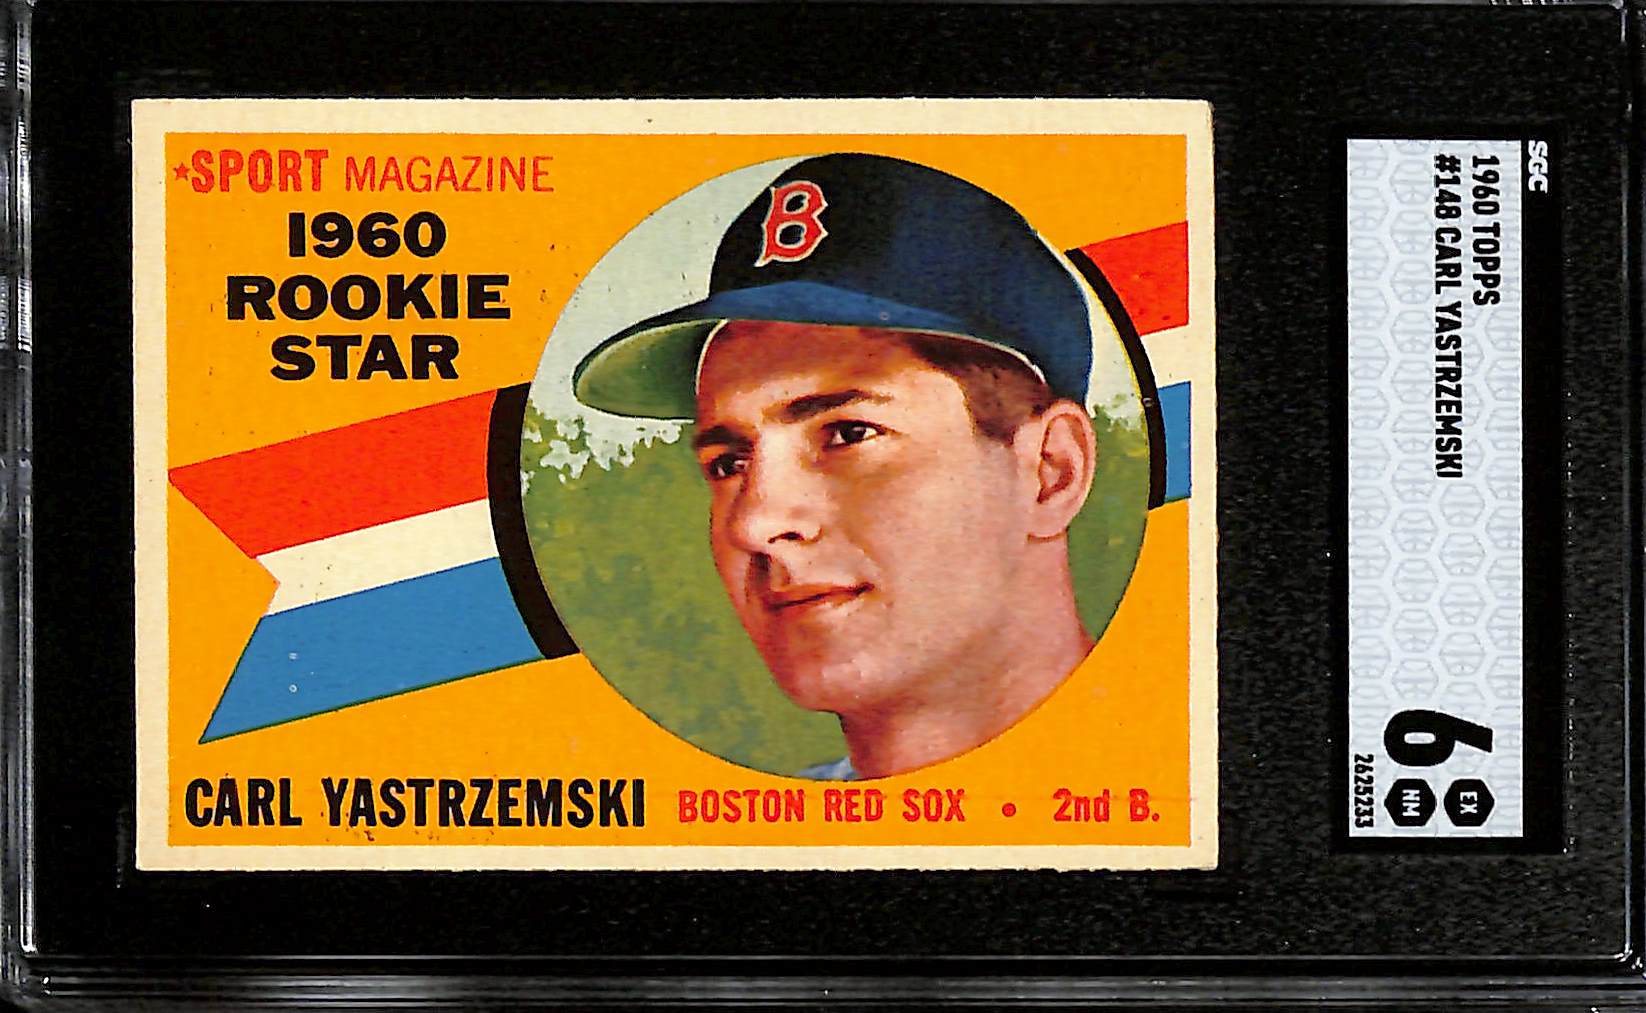 ★SPORT MAGAZINE
1960
ROOKIE
STAR
B
CARL YASTRZEMSKI BOSTON RED SOX • 2nd B.
SGC
1960 TOPPS
#148 CARL YASTRZEMSKI
6
EX
NM
2625233